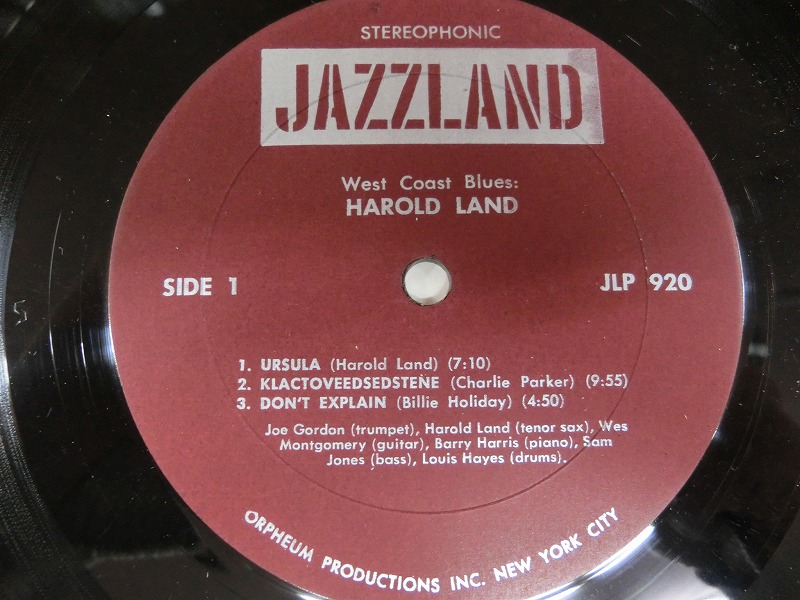 STEREOPHONIC
JAZZLAND
West Coast Blues:
HAROLD LAND
SIDE 1
JLP 920
1. URSULA (Harold Land) (7:10)
2. KLACTOVEEDSEDSTENE (Charlie Parker) (9:55)
3. DON'T EXPLAIN (Billie Holiday) (4:50)
Joe Gordon (trumpet), Harold Land (tenor sax), Wes
Montgomery (guitar), Barry Harris (piano), Sam
Jones (bass), Louis Hayes (drums).
ORPHEUM PRODUCTIONS INC. NEW YORK CITY